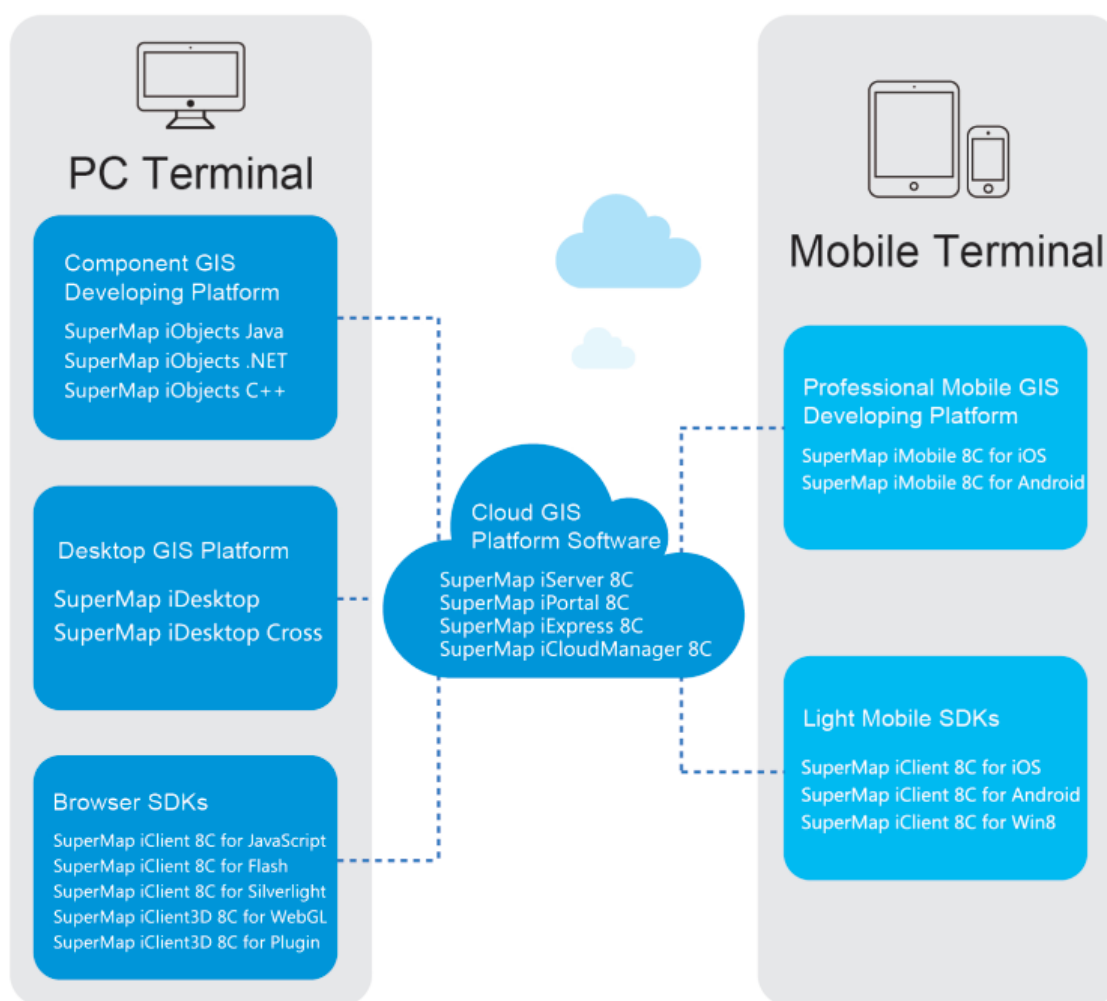 PC Terminal
Component GIS
Developing Platform
SuperMap iObjects Java
SuperMap iObjects .NET
SuperMap iObjects C++
Desktop GIS Platform
SuperMap iDesktop
SuperMap iDesktop Cross
Browser SDKs
SuperMap iClient 8C for JavaScript
SuperMap iClient 8C for Flash
SuperMap iClient 8C for Silverlight
SuperMap iClient3D 8C for WebGL
SuperMap iClient3D 8C for Plugin
Cloud GIS
Platform Software
SuperMap iServer 8C
SuperMap iPortal 8C
SuperMap iExpress 8C
SuperMap iCloudManager 8C
Mobile Terminal
Professional Mobile GIS
Developing Platform
SuperMap iMobile 8C for iOS
SuperMap iMobile 8C for Android
Light Mobile SDKs
SuperMap iClient 8C for iOS
SuperMap iClient 8C for Android
SuperMap iClient 8C for Win8